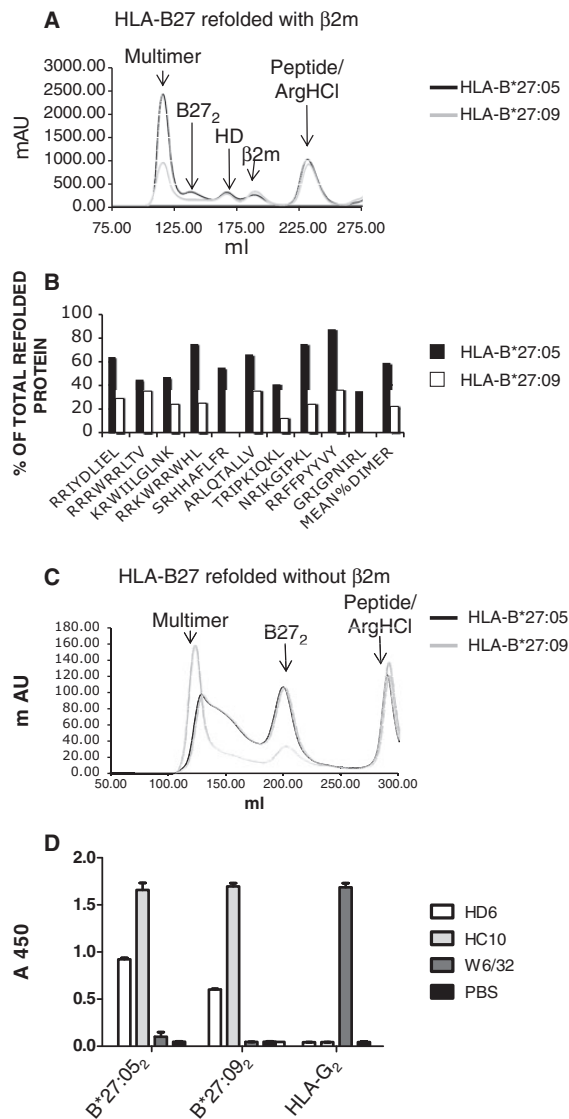 A
HLA-B27 refolded with β2m
Multimer
B27₂
HD
β2m
Peptide/
ArgHCl
mAU
3000.00
2500.00
2000.00
1500.00
1000.00
500.00
0.00
75.00 125.00 175.00 225.00 275.00
ml
HLA-B*27:05
HLA-B*27:09
B
% OF TOTAL REFOLDED
PROTEIN
100
80
60
40
20
0
HLA-B*27:05
HLA-B*27:09
RRIYDLIEL
RRRWRRLTV
KRWIILGLNK
RRKWRRWHL
SRHHAFLFR
ARLQTALLV
TRIPKIQKL
NRIKGIPKL
RRFFPYYVY
GRIGPNIRL
MEAN%DIMER
C
HLA-B27 refolded without β2m
Multimer
B27₂
Peptide/
ArgHCl
m AU
180.00
160.00
140.00
120.00
100.00
80.00
60.00
40.00
20.00
0.00
50.00 100.00 150.00 200.00 250.00 300.00
ml
HLA-B*27:05
HLA-B*27:09
D
A 450
2.0
1.5
1.0
0.5
0.0
HD6
HC10
W6/32
PBS
B*27:05₂
B*27:09₂
HLA-G₂